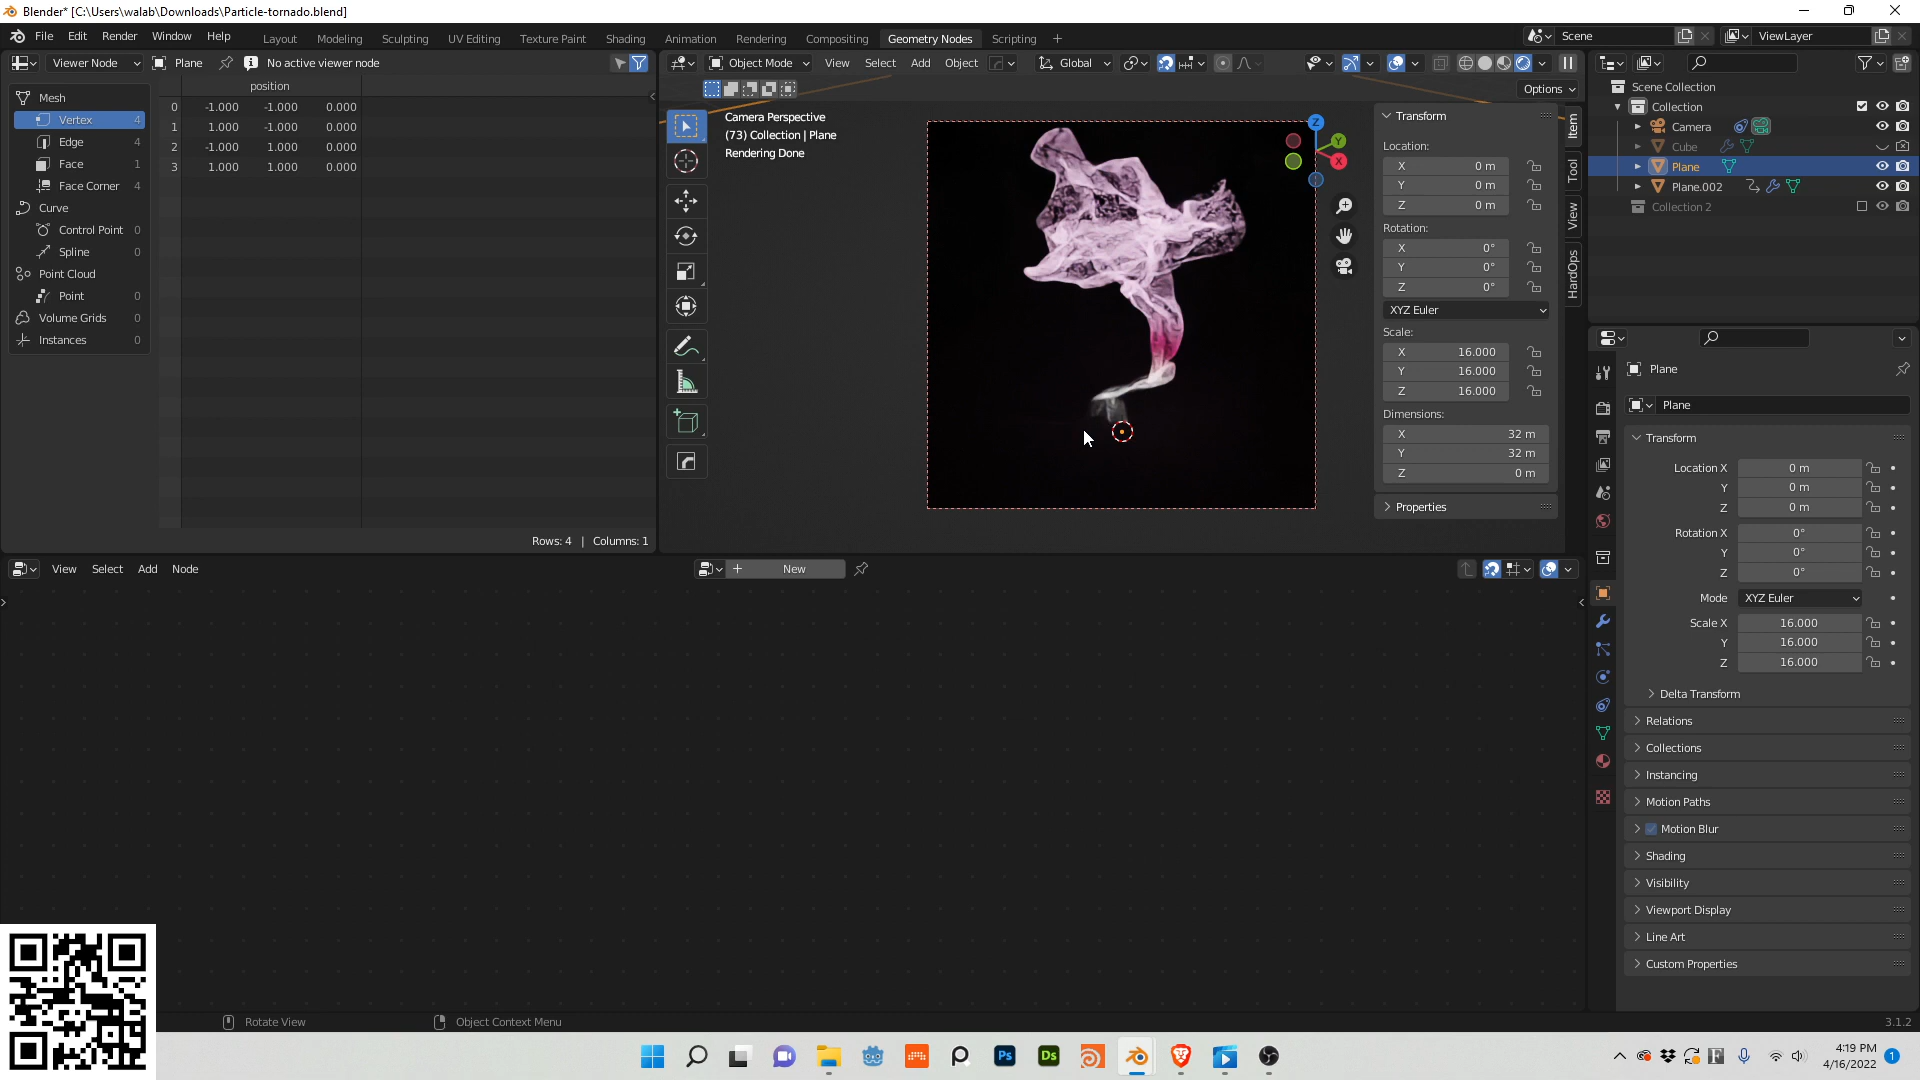 Blender* [C:\Users\walab\Downloads\Particle-tornado.blend]
File Edit Render Window Help Layout Modeling Sculpting UV Editing Texture Paint Shading Animation Rendering Compositing Geometry Nodes Scripting + Scene ViewLayer
Viewer Node Plane No active viewer node
position
Mesh
Vertex 4
Edge 4
Face 1
Face Corner 4
Curve
Control Point 0
Spline 0
Point Cloud
Point 0
Volume Grids 0
Instances 0
0 -1.000 -1.000 0.000
1 1.000 -1.000 0.000
2 -1.000 1.000 0.000
3 1.000 1.000 0.000
Rows: 4 | Columns: 1
Object Mode View Select Add Object Global
Options
Camera Perspective
(73) Collection | Plane
Rendering Done
Z
Y
X
Transform
Location:
X 0 m
Y 0 m
Z 0 m
Rotation:
X 0°
Y 0°
Z 0°
XYZ Euler
Scale:
X 16.000
Y 16.000
Z 16.000
Dimensions:
X 32 m
Y 32 m
Z 0 m
Properties
Item
Tool
View
HardOps
Scene Collection
Collection
Camera
Cube
Plane
Plane.002
Collection 2
Plane
Plane
Transform
Location X 0 m
Y 0 m
Z 0 m
Rotation X 0°
Y 0°
Z 0°
Mode XYZ Euler
Scale X 16.000
Y 16.000
Z 16.000
Delta Transform
Relations
Collections
Instancing
Motion Paths
Motion Blur
Shading
Visibility
Viewport Display
Line Art
Custom Properties
View Select Add Node + New
Rotate View Object Context Menu 3.1.2
Ps
Ds
F
4:19 PM
4/16/2022
1